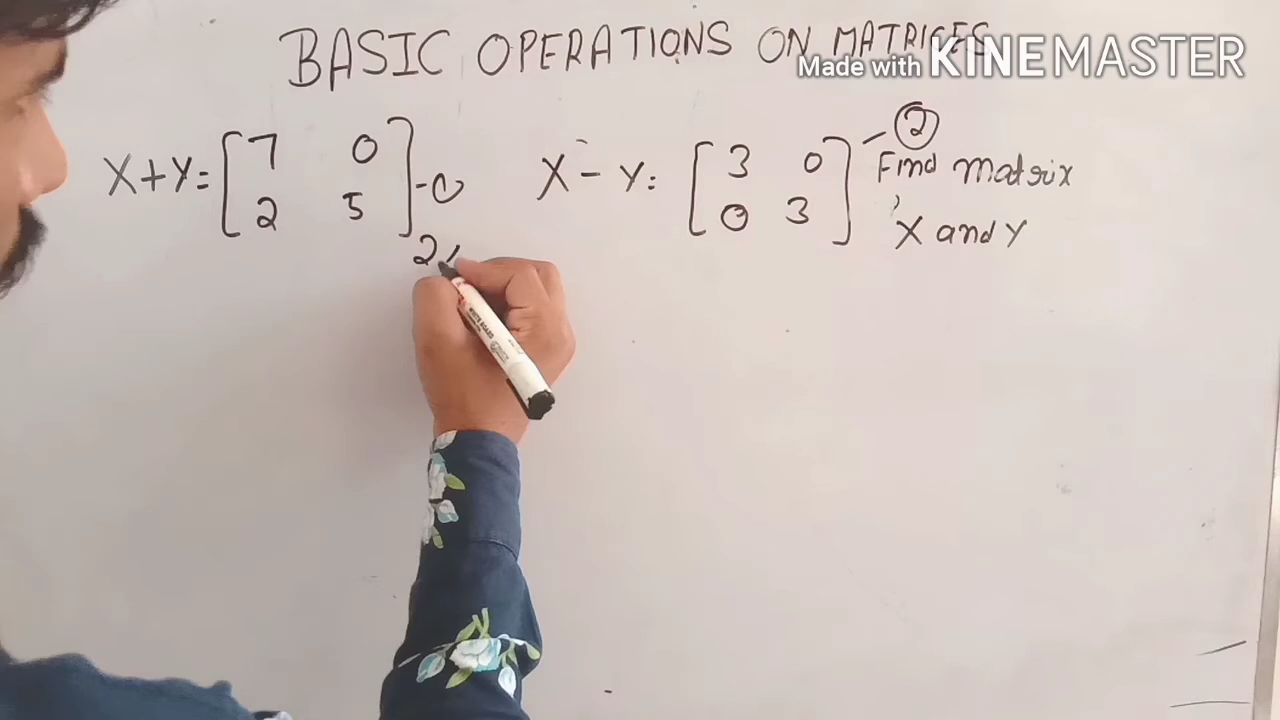 BASIC OPERATIONS ON MATRICES
Made with KINEMASTER
X+Y= [7 0
2 5] -①
X - Y= [3 0
0 3] - ②
Find matrix
X and Y
2